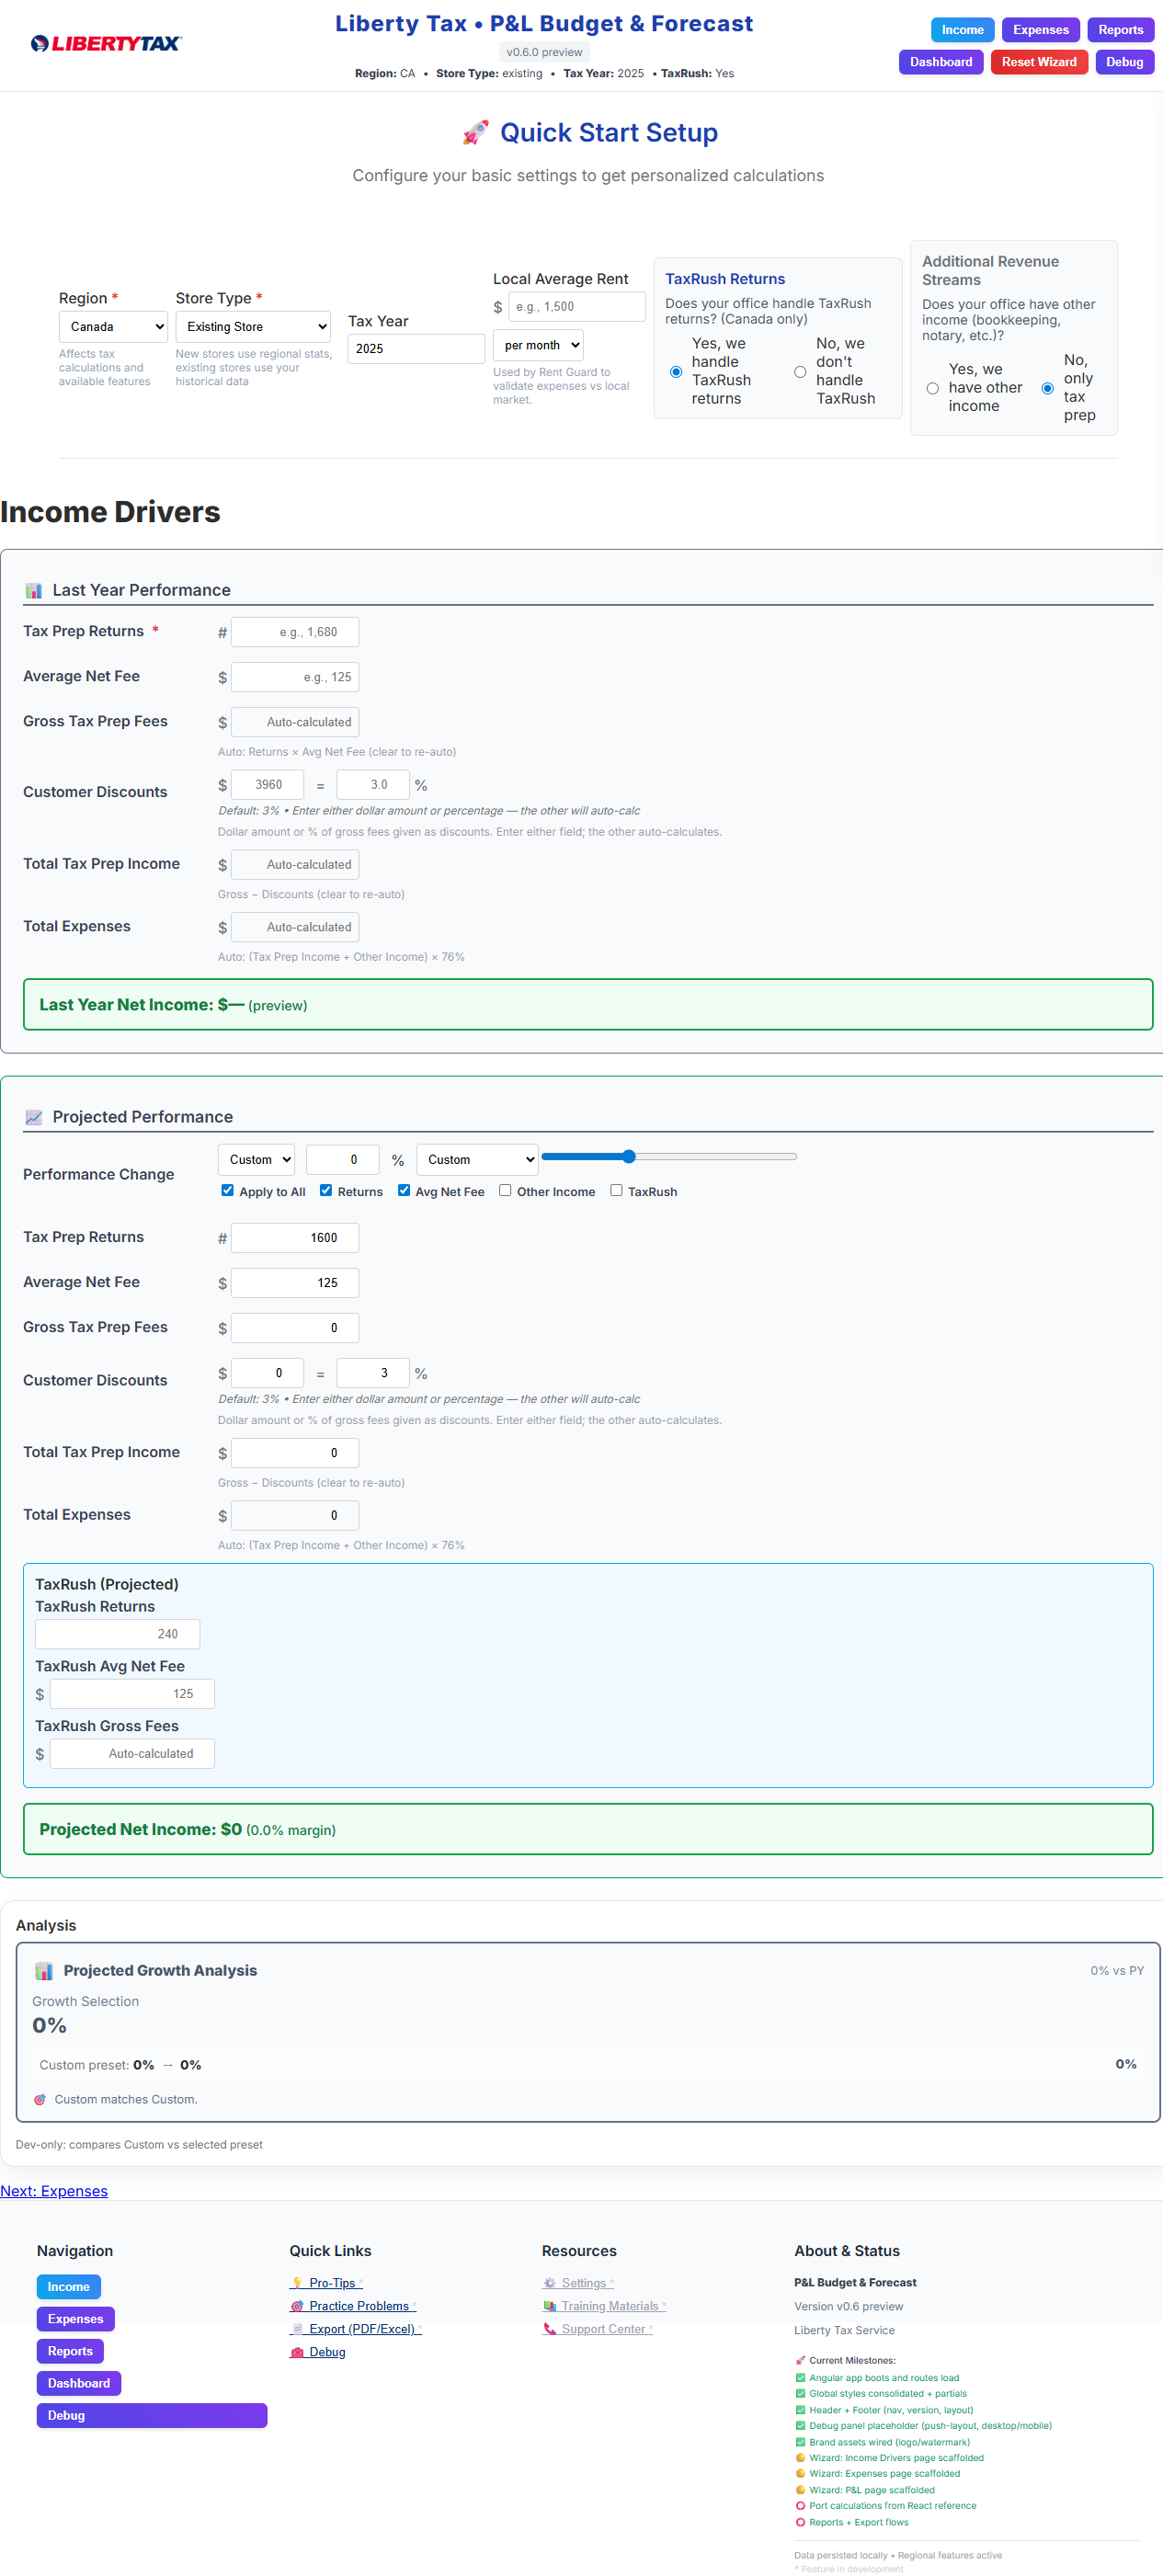 LIBERTYTAX
Liberty Tax • P&L Budget & Forecast
v0.6.0 preview
Region: CA • Store Type: existing • Tax Year: 2025 • TaxRush: Yes
Income Expenses Reports
Dashboard Reset Wizard Debug
🚀 Quick Start Setup
Configure your basic settings to get personalized calculations
Region *
Canada
Affects tax
calculations and
available features
Store Type *
Existing Store
New stores use regional stats,
existing stores use your
historical data
Tax Year
2025
Local Average Rent
$ e.g., 1,500
per month
Used by Rent Guard to
validate expenses vs local
market.
TaxRush Returns
Does your office handle TaxRush
returns? (Canada only)
Yes, we
handle
TaxRush
returns
No, we
don't
handle
TaxRush
Additional Revenue
Streams
Does your office have other
income (bookkeeping,
notary, etc.)?
Yes, we
have other
income
No,
only
tax
prep
Income Drivers
📊 Last Year Performance
Tax Prep Returns *
# e.g., 1,680
Average Net Fee
$ e.g., 125
Gross Tax Prep Fees
$ Auto-calculated
Auto: Returns × Avg Net Fee (clear to re-auto)
Customer Discounts
$ 3960 = 3.0 %
Default: 3% • Enter either dollar amount or percentage — the other will auto-calc
Dollar amount or % of gross fees given as discounts. Enter either field; the other auto-calculates.
Total Tax Prep Income
$ Auto-calculated
Gross − Discounts (clear to re-auto)
Total Expenses
$ Auto-calculated
Auto: (Tax Prep Income + Other Income) × 76%
Last Year Net Income: $— (preview)
📈 Projected Performance
Performance Change
Custom 0 % Custom
Apply to All Returns Avg Net Fee Other Income TaxRush
Tax Prep Returns
# 1600
Average Net Fee
$ 125
Gross Tax Prep Fees
$ 0
Customer Discounts
$ 0 = 3 %
Default: 3% • Enter either dollar amount or percentage — the other will auto-calc
Dollar amount or % of gross fees given as discounts. Enter either field; the other auto-calculates.
Total Tax Prep Income
$ 0
Gross − Discounts (clear to re-auto)
Total Expenses
$ 0
Auto: (Tax Prep Income + Other Income) × 76%
TaxRush (Projected)
TaxRush Returns
240
TaxRush Avg Net Fee
$ 125
TaxRush Gross Fees
$ Auto-calculated
Projected Net Income: $0 (0.0% margin)
Analysis
📊 Projected Growth Analysis 0% vs PY
Growth Selection
0%
Custom preset: 0% → 0% 0%
🎯 Custom matches Custom.
Dev-only: compares Custom vs selected preset
Next: Expenses
Navigation
Income
Expenses
Reports
Dashboard
Debug
Quick Links
💡 Pro-Tips *
🎯 Practice Problems *
📄 Export (PDF/Excel) *
🧰 Debug
Resources
⚙️ Settings *
📚 Training Materials *
📞 Support Center *
About & Status
P&L Budget & Forecast
Version v0.6 preview
Liberty Tax Service
🚀 Current Milestones:
✅ Angular app boots and routes load
✅ Global styles consolidated + partials
✅ Header + Footer (nav, version, layout)
✅ Debug panel placeholder (push-layout, desktop/mobile)
✅ Brand assets wired (logo/watermark)
🟡 Wizard: Income Drivers page scaffolded
🟡 Wizard: Expenses page scaffolded
🟡 Wizard: P&L page scaffolded
⭕ Port calculations from React reference
⭕ Reports + Export flows
Data persisted locally • Regional features active
* Feature in development